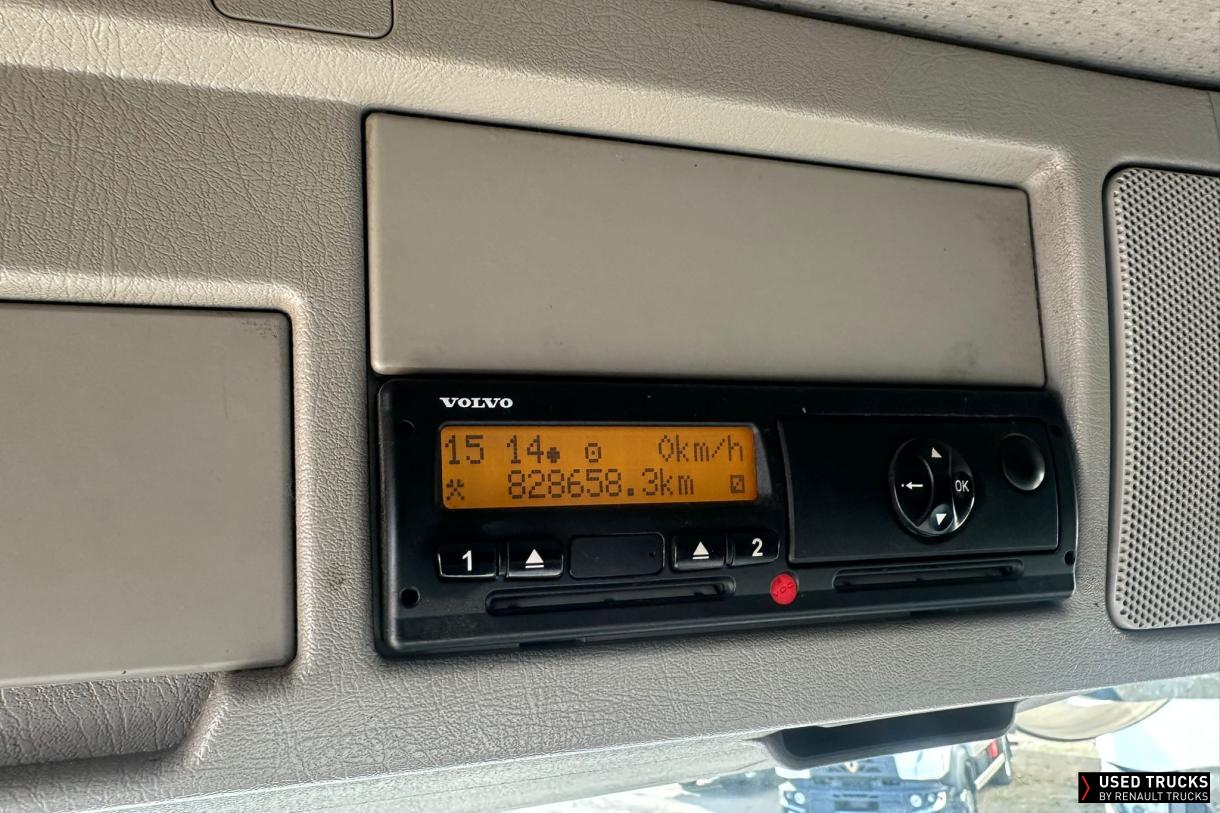 VOLVO
15 14 0km/h
828658.3km
OK
1 2
USED TRUCKS
BY RENAULT TRUCKS